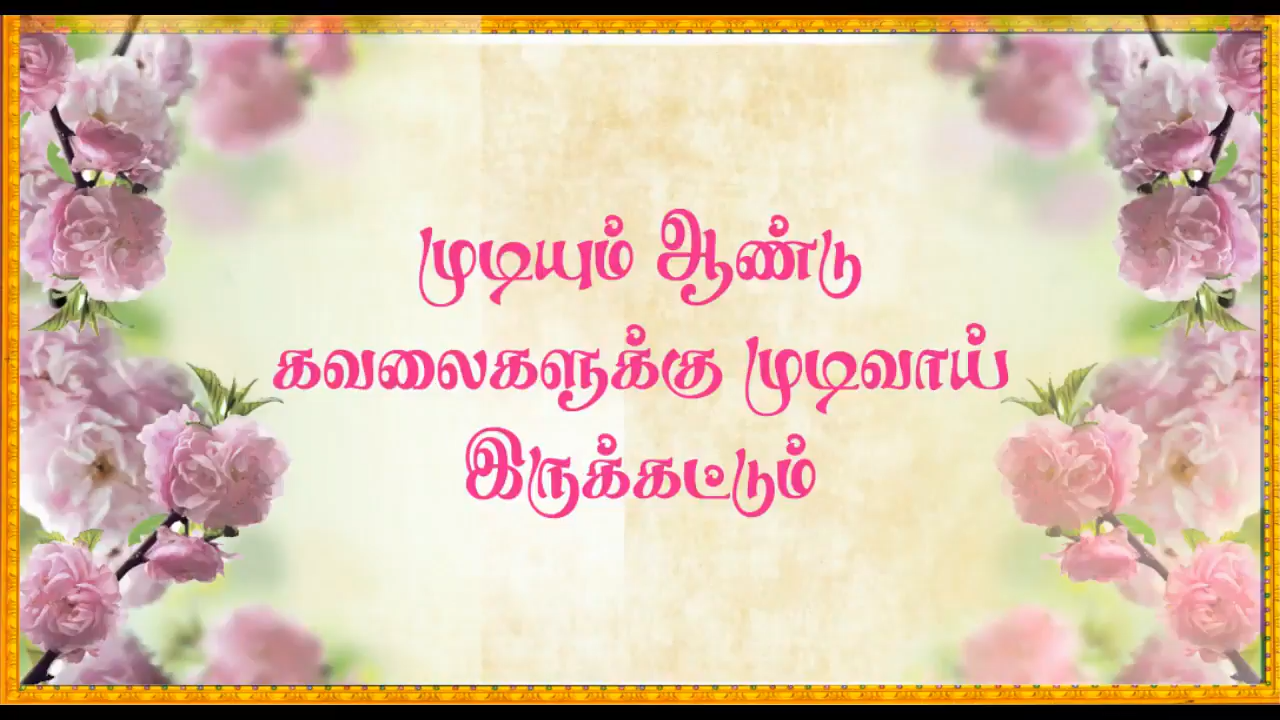 முடியும் ஆண்டு
கவலைகளுக்கு முடிவாய்
இருக்கட்டும்